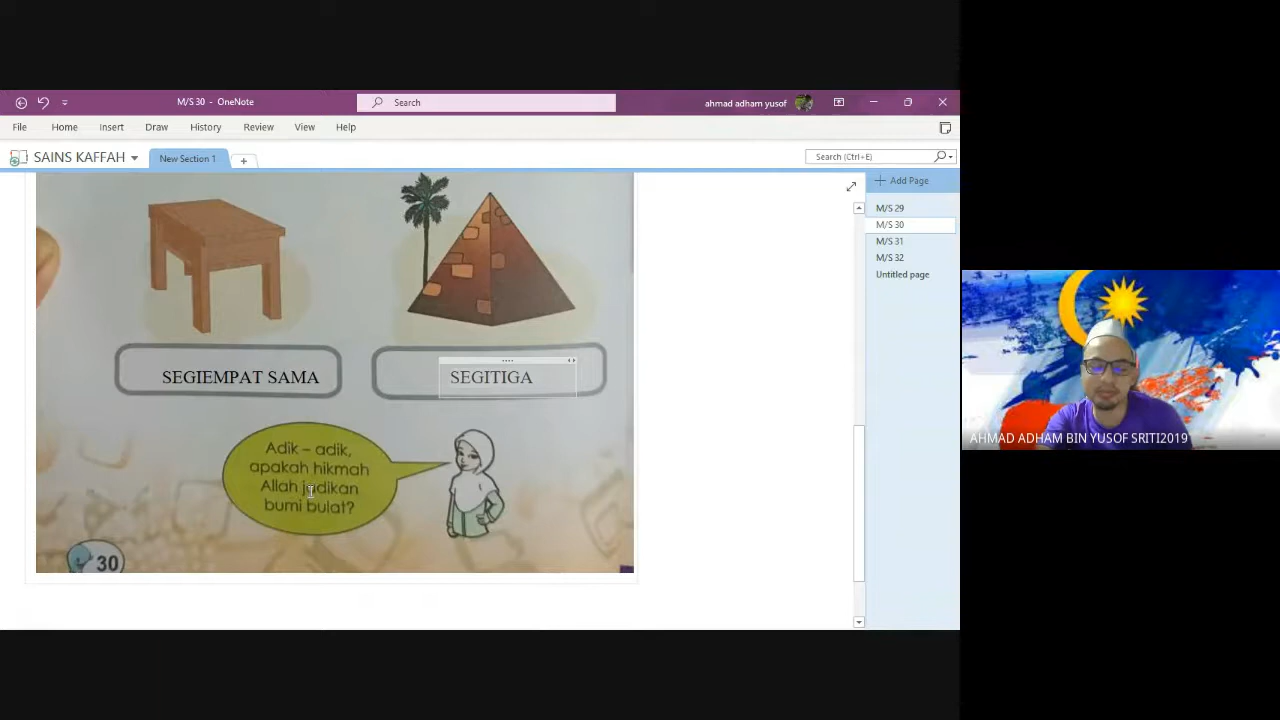 M/S 30 - OneNote
Search
ahmad adham yusof
File Home Insert Draw History Review View Help
SAINS KAFFAH
New Section 1
Search (Ctrl+E)
Add Page
M/S 29
M/S 30
M/S 31
M/S 32
Untitled page
SEGIEMPAT SAMA
SEGITIGA
Adik – adik,
apakah hikmah
Allah jadikan
bumi bulat?
30
AHMAD ADHAM BIN YUSOF SRITI2019